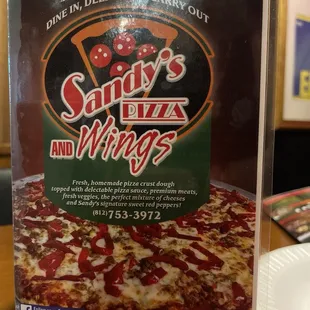 DINE IN, CARRY OUT
Sandy's
PIZZA
AND Wings
Fresh, homemade pizza crust dough
topped with delectable pizza sauce, premium meats,
fresh veggies, the perfect mixture of cheeses
and Sandy's signature sweet red peppers!
(812)753-3972